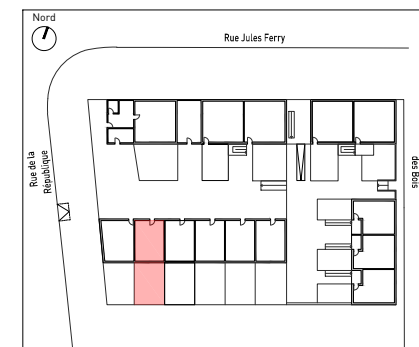 Nord
Rue Jules Ferry
Rue de la
République
des Bois